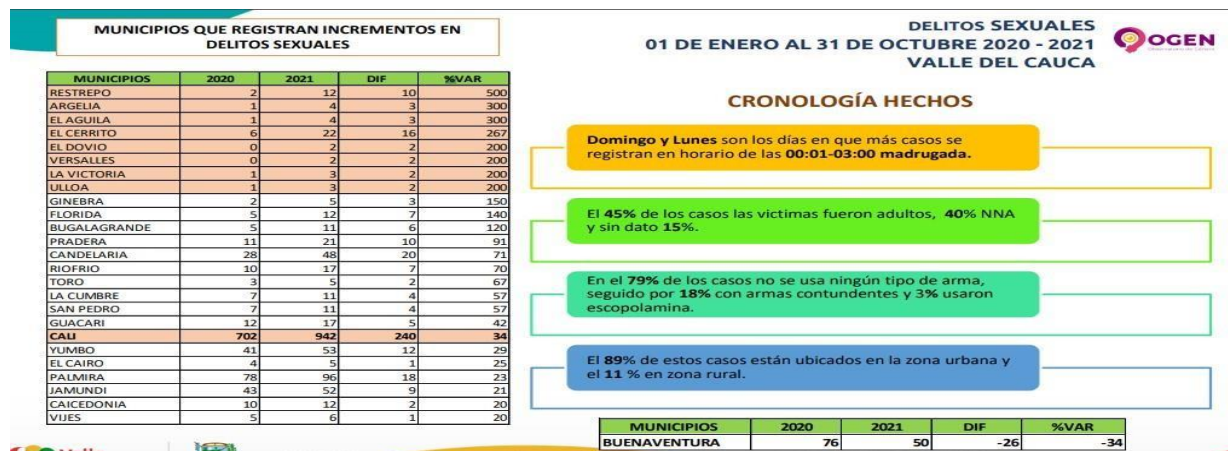 MUNICIPIOS QUE REGISTRAN INCREMENTOS EN
DELITOS SEXUALES
MUNICIPIOS 2020 2021 DIF %VAR
RESTREPO 2 12 10 500
ARGELIA 1 4 3 300
EL AGUILA 1 4 3 300
EL CERRITO 6 22 16 267
EL DOVIO 0 2 2 200
VERSALLES 0 2 2 200
LA VICTORIA 1 3 2 200
ULLOA 1 3 2 200
GINEBRA 2 5 3 150
FLORIDA 5 12 7 140
BUGALAGRANDE 5 11 6 120
PRADERA 11 21 10 91
CANDELARIA 28 48 20 71
RIOFRIO 10 17 7 70
TORO 3 5 2 67
LA CUMBRE 7 11 4 57
SAN PEDRO 7 11 4 57
GUACARI 12 17 5 42
CALI 702 942 240 34
YUMBO 41 53 12 29
EL CAIRO 4 5 1 25
PALMIRA 78 96 18 23
JAMUNDI 43 52 9 21
CAICEDONIA 10 12 2 20
VIJES 5 6 1 20
DELITOS SEXUALES
01 DE ENERO AL 31 DE OCTUBRE 2020 - 2021
VALLE DEL CAUCA
OGEN
CRONOLOGÍA HECHOS
Domingo y Lunes son los días en que más casos se
registran en horario de las 00:01-03:00 madrugada.
El 45% de los casos las victimas fueron adultos, 40% NNA
y sin dato 15%.
En el 79% de los casos no se usa ningún tipo de arma,
seguido por 18% con armas contundentes y 3% usaron
escopolamina.
El 89% de estos casos están ubicados en la zona urbana y
el 11 % en zona rural.
MUNICIPIOS 2020 2021 DIF %VAR
BUENAVENTURA 76 50 -26 -34